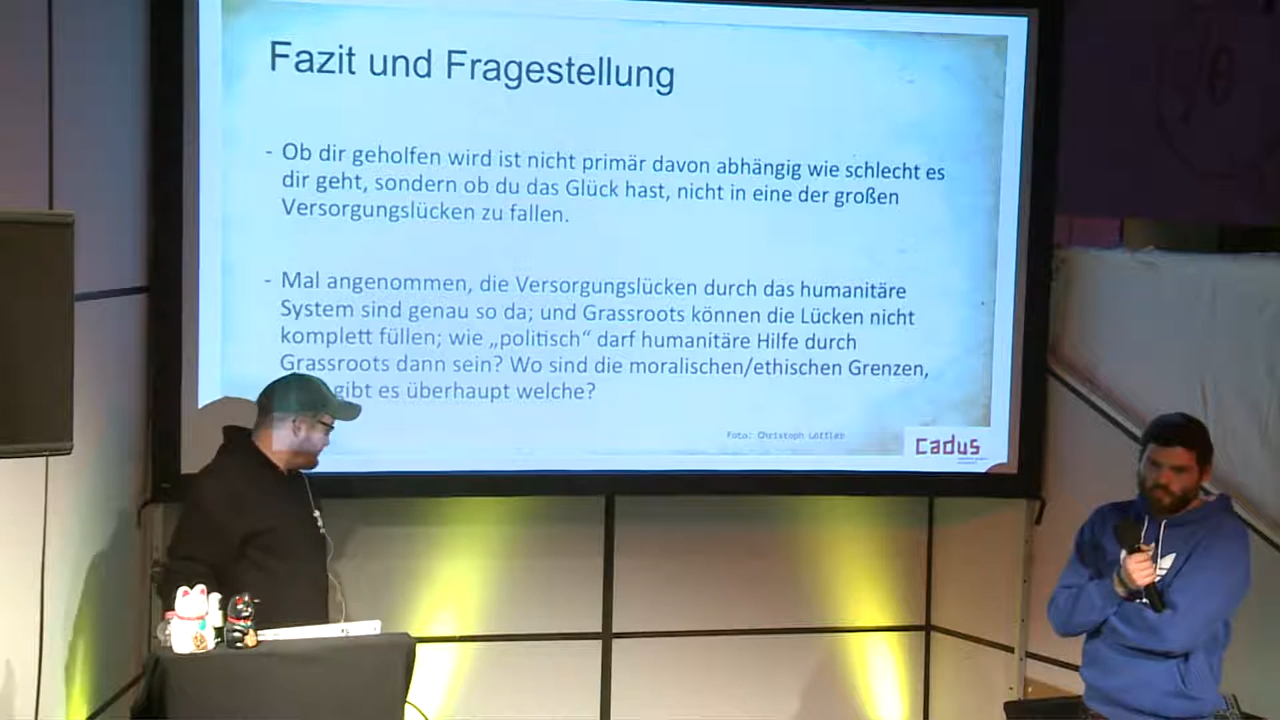 Fazit und Fragestellung
- Ob dir geholfen wird ist nicht primär davon abhängig wie schlecht es
dir geht, sondern ob du das Glück hast, nicht in eine der großen
Versorgungslücken zu fallen.
- Mal angenommen, die Versorgungslücken durch das humanitäre
System sind genau so da; und Grassroots können die Lücken nicht
komplett füllen; wie „politisch“ darf humanitäre Hilfe durch
Grassroots dann sein? Wo sind die moralischen/ethischen Grenzen,
gibt es überhaupt welche?
Foto: Christoph Löffler
cadus